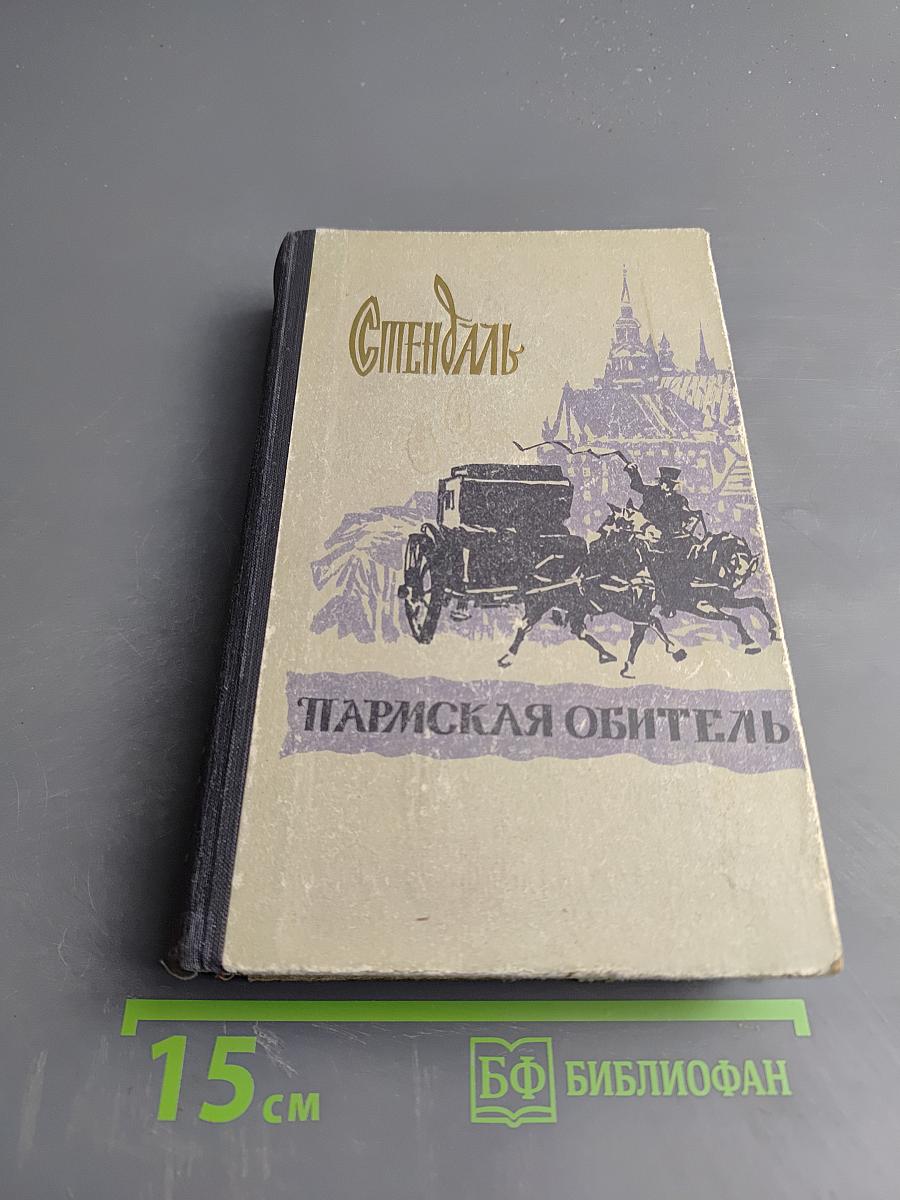 Стендаль
ПАРМСКАЯ ОБИТЕЛЬ
15 см
БФ БИБЛИОФАН